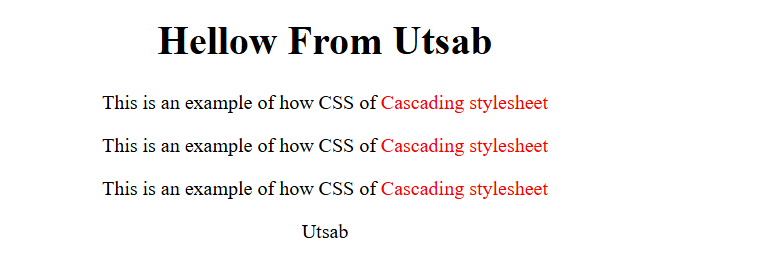 Hellow From Utsab
This is an example of how CSS of Cascading stylesheet
This is an example of how CSS of Cascading stylesheet
This is an example of how CSS of Cascading stylesheet
Utsab